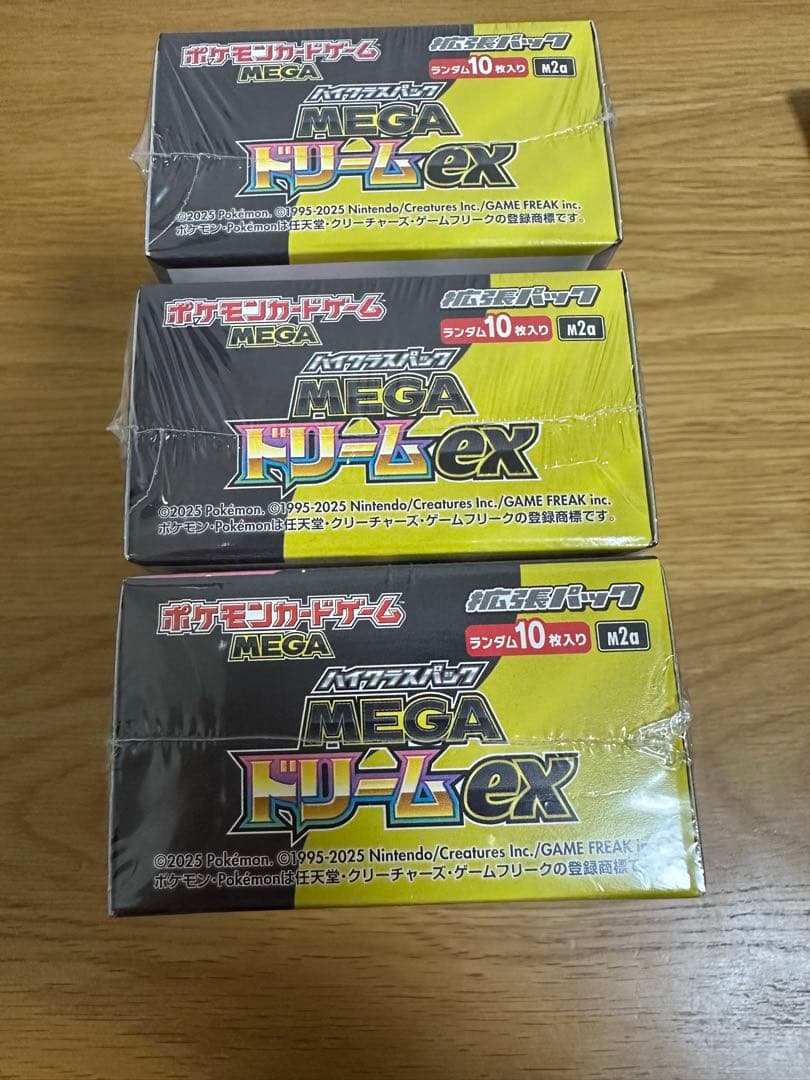 ポケモンカードゲーム 拡張パック
MEGA ランダム10枚入り M2a
ハイクラスパック
MEGA
ドリームex
©2025 Pokémon. ©1995-2025 Nintendo/Creatures Inc./GAME FREAK inc.
ポケモン・Pokémonは任天堂・クリーチャーズ・ゲームフリークの登録商標です。
ポケモンカードゲーム 拡張パック
MEGA ランダム10枚入り M2a
ハイクラスパック
MEGA
ドリームex
©2025 Pokémon. ©1995-2025 Nintendo/Creatures Inc./GAME FREAK inc.
ポケモン・Pokémonは任天堂・クリーチャーズ・ゲームフリークの登録商標です。
ポケモンカードゲーム 拡張パック
MEGA ランダム10枚入り M2a
ハイクラスパック
MEGA
ドリームex
©2025 Pokémon. ©1995-2025 Nintendo/Creatures Inc./GAME FREAK
ポケモン・Pokémonは任天堂・クリーチャーズ・ゲームフリークの登録商標で